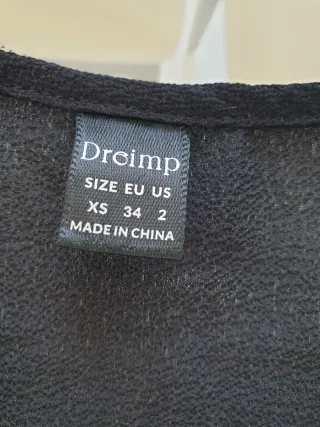 Dreimp
SIZE EU US
XS 34 2
MADE IN CHINA